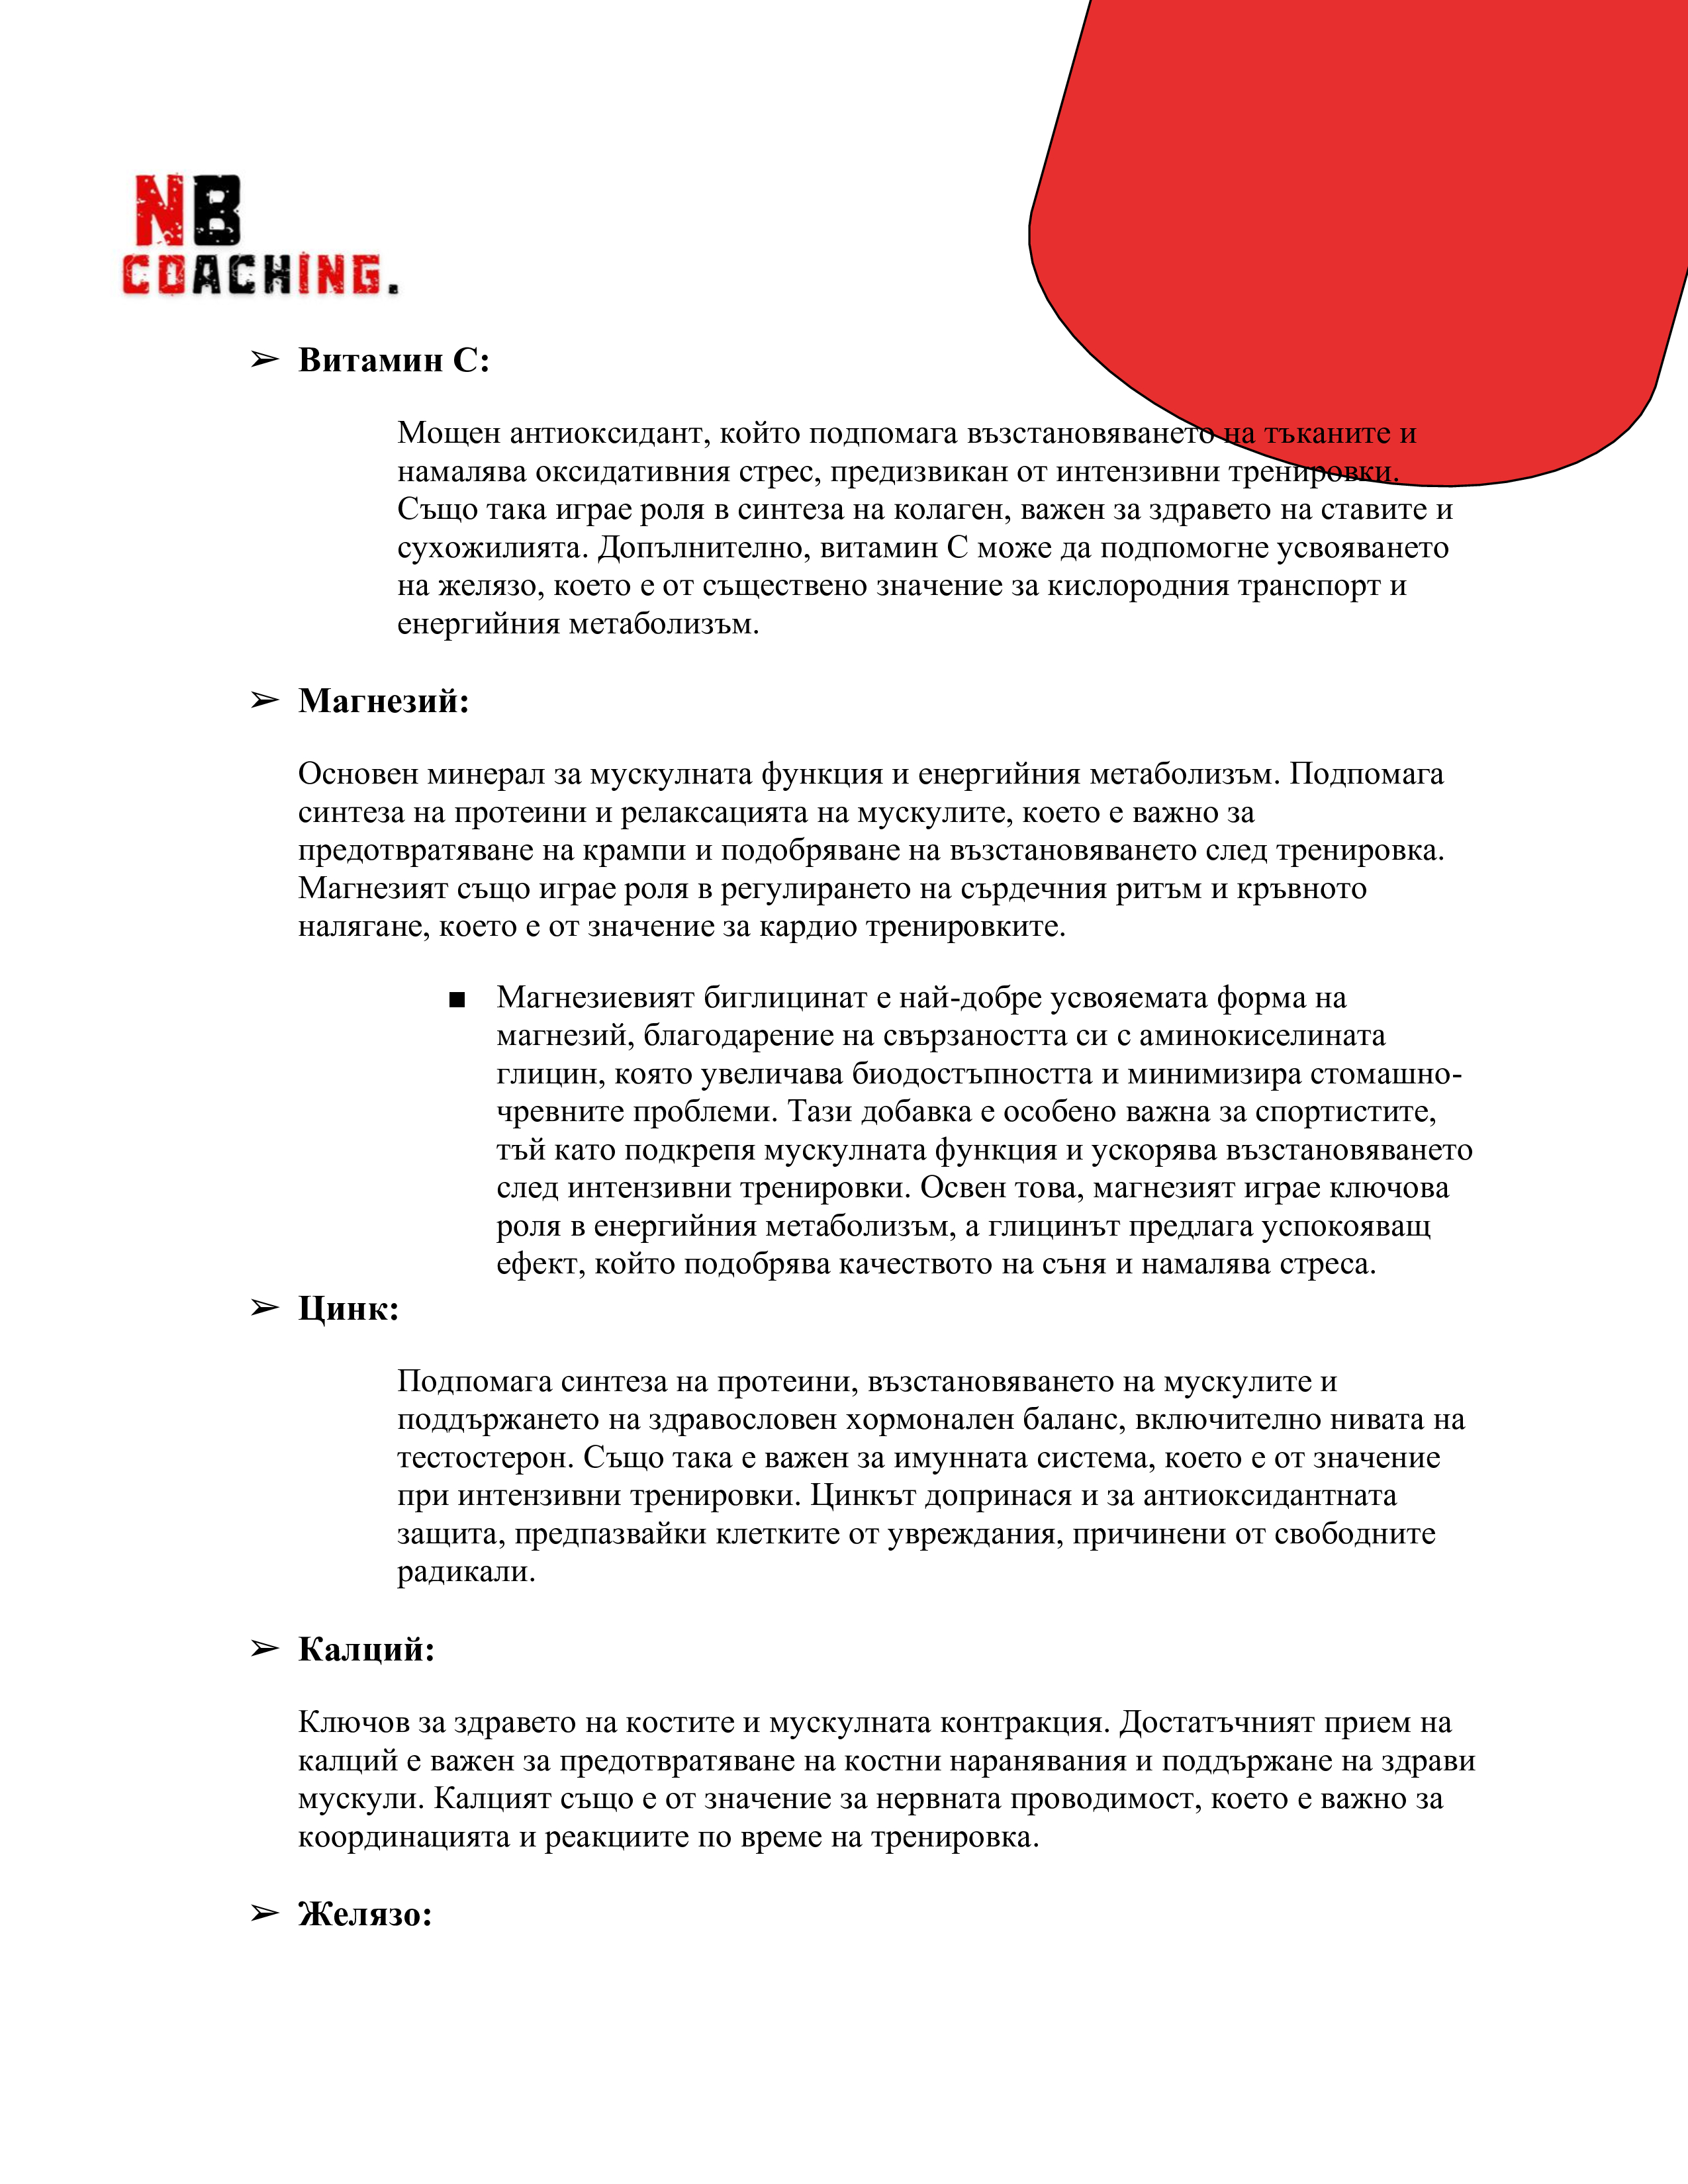 NB
COACHING.
➢ Витамин C:
Мощен антиоксидант, който подпомага възстановяването на тъканите и
намалява оксидативния стрес, предизвикан от интензивни тренировки.
Също така играе роля в синтеза на колаген, важен за здравето на ставите и
сухожилията. Допълнително, витамин C може да подпомогне усвояването
на желязо, което е от съществено значение за кислородния транспорт и
енергийния метаболизъм.
➢ Магнезий:
Основен минерал за мускулната функция и енергийния метаболизъм. Подпомага
синтеза на протеини и релаксацията на мускулите, което е важно за
предотвратяване на крампи и подобряване на възстановяването след тренировка.
Магнезият също играе роля в регулирането на сърдечния ритъм и кръвното
налягане, което е от значение за кардио тренировките.
■ Магнезиевият биглицинат е най-добре усвояемата форма на
магнезий, благодарение на свързаността си с аминокиселината
глицин, която увеличава биодостъпността и минимизира стомашно-
чревните проблеми. Тази добавка е особено важна за спортистите,
тъй като подкрепя мускулната функция и ускорява възстановяването
след интензивни тренировки. Освен това, магнезият играе ключова
роля в енергийния метаболизъм, а глицинът предлага успокояващ
ефект, който подобрява качеството на съня и намалява стреса.
➢ Цинк:
Подпомага синтеза на протеини, възстановяването на мускулите и
поддържането на здравословен хормонален баланс, включително нивата на
тестостерон. Също така е важен за имунната система, което е от значение
при интензивни тренировки. Цинкът допринася и за антиоксидантната
защита, предпазвайки клетките от увреждания, причинени от свободните
радикали.
➢ Калций:
Ключов за здравето на костите и мускулната контракция. Достатъчният прием на
калций е важен за предотвратяване на костни наранявания и поддържане на здрави
мускули. Калцият също е от значение за нервната проводимост, което е важно за
координацията и реакциите по време на тренировка.
➢ Желязо: